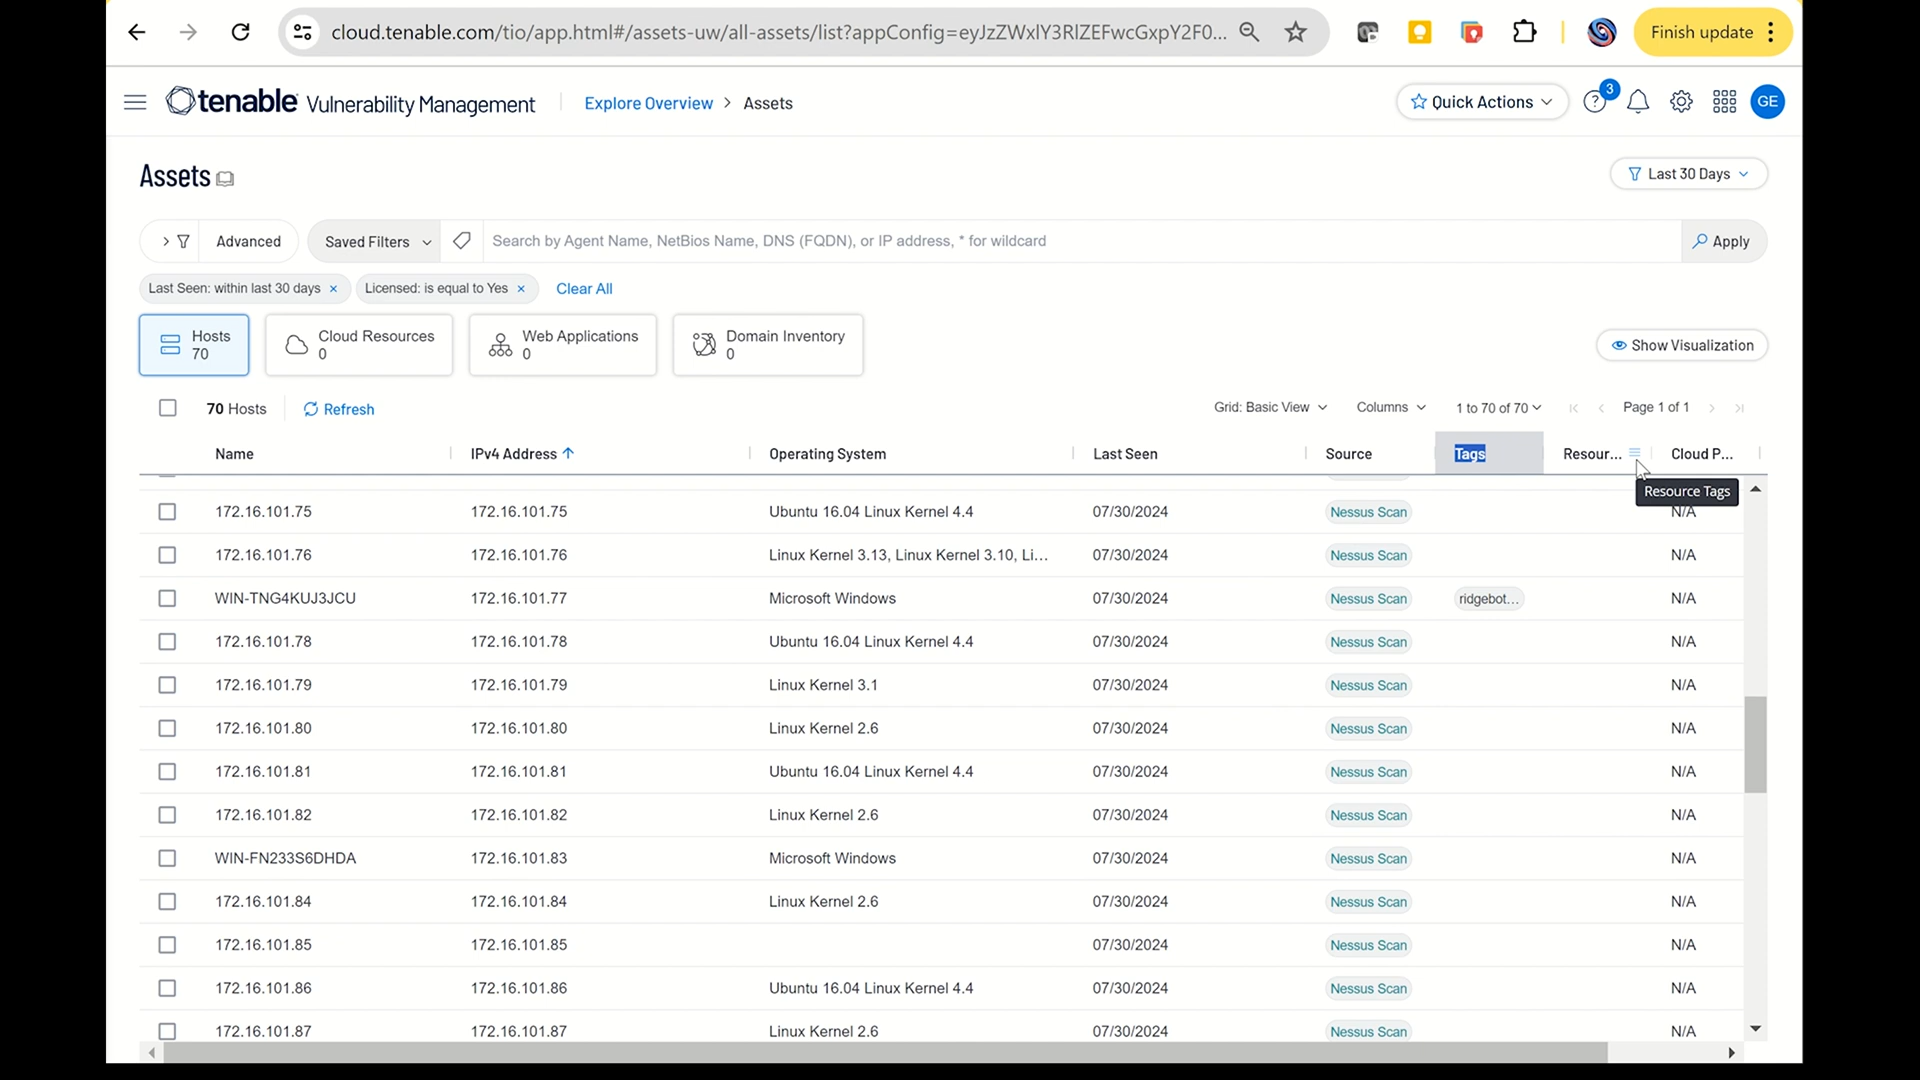 cloud.tenable.com/tio/app.html#/assets-uw/all-assets/list?appConfig=eyJzZWxlY3RlZEFwcGxpY2F0...
Finish update
tenable Vulnerability Management
Explore Overview > Assets
Quick Actions
3
GE
Assets
Last 30 Days
Advanced
Saved Filters
Search by Agent Name, NetBios Name, DNS (FQDN), or IP address, * for wildcard
Apply
Last Seen: within last 30 days ×
Licensed: is equal to Yes ×
Clear All
Hosts
70
Cloud Resources
0
Web Applications
0
Domain Inventory
0
Show Visualization
70 Hosts
Refresh
Grid: Basic View
Columns
1 to 70 of 70
Page 1 of 1
Name IPv4 Address Operating System Last Seen Source Tags Resour... Cloud P...
Resource Tags
172.16.101.75 172.16.101.75 Ubuntu 16.04 Linux Kernel 4.4 07/30/2024 Nessus Scan N/A
172.16.101.76 172.16.101.76 Linux Kernel 3.13, Linux Kernel 3.10, Li... 07/30/2024 Nessus Scan N/A
WIN-TNG4KUJ3JCU 172.16.101.77 Microsoft Windows 07/30/2024 Nessus Scan ridgebot... N/A
172.16.101.78 172.16.101.78 Ubuntu 16.04 Linux Kernel 4.4 07/30/2024 Nessus Scan N/A
172.16.101.79 172.16.101.79 Linux Kernel 3.1 07/30/2024 Nessus Scan N/A
172.16.101.80 172.16.101.80 Linux Kernel 2.6 07/30/2024 Nessus Scan N/A
172.16.101.81 172.16.101.81 Ubuntu 16.04 Linux Kernel 4.4 07/30/2024 Nessus Scan N/A
172.16.101.82 172.16.101.82 Linux Kernel 2.6 07/30/2024 Nessus Scan N/A
WIN-FN233S6DHDA 172.16.101.83 Microsoft Windows 07/30/2024 Nessus Scan N/A
172.16.101.84 172.16.101.84 Linux Kernel 2.6 07/30/2024 Nessus Scan N/A
172.16.101.85 172.16.101.85 07/30/2024 Nessus Scan N/A
172.16.101.86 172.16.101.86 Ubuntu 16.04 Linux Kernel 4.4 07/30/2024 Nessus Scan N/A
172.16.101.87 172.16.101.87 Linux Kernel 2.6 07/30/2024 Nessus Scan N/A